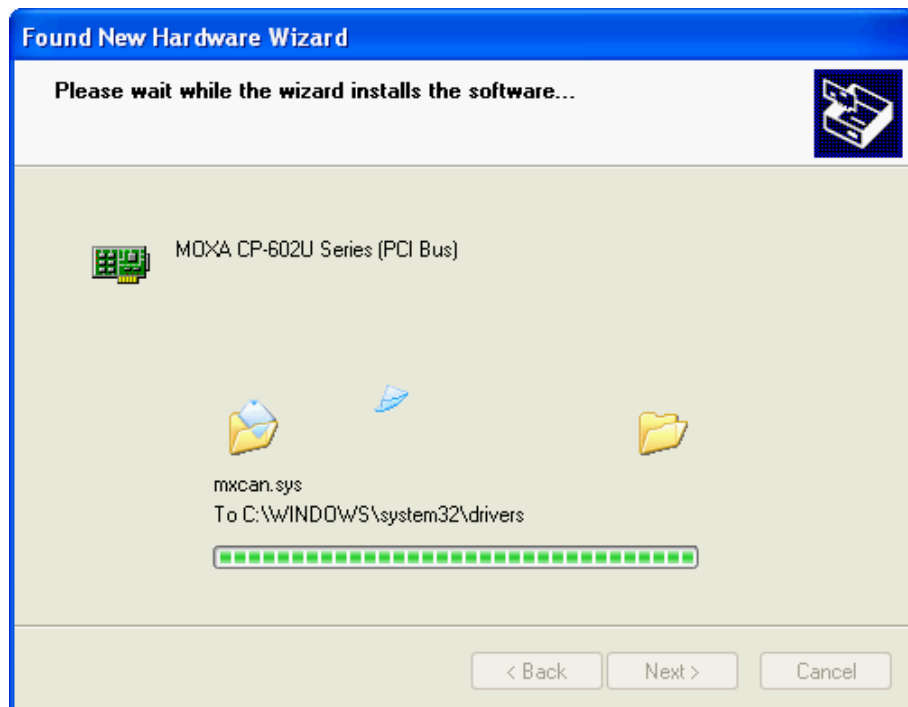 Found New Hardware Wizard
Please wait while the wizard installs the software...
MOXA CP-602U Series (PCI Bus)
mxcan.sys
To C:\WINDOWS\system32\drivers
< Back
Next >
Cancel